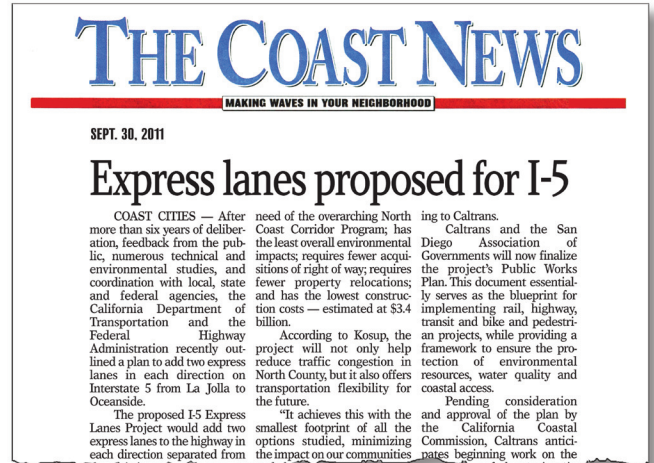 THE COAST NEWS
MAKING WAVES IN YOUR NEIGHBORHOOD
SEPT. 30, 2011
Express lanes proposed for I-5
COAST CITIES — After
more than six years of deliber-
ation, feedback from the pub-
lic, numerous technical and
environmental studies, and
coordination with local, state
and federal agencies, the
California Department of
Transportation and the
Federal Highway
Administration recently out-
lined a plan to add two express
lanes in each direction on
Interstate 5 from La Jolla to
Oceanside.
The proposed I-5 Express
Lanes Project would add two
express lanes to the highway in
each direction separated from
need of the overarching North
Coast Corridor Program; has
the least overall environmental
impacts; requires fewer acqui-
sitions of right of way; requires
fewer property relocations;
and has the lowest construc-
tion costs — estimated at $3.4
billion.
According to Kosup, the
project will not only help
reduce traffic congestion in
North County, but it also offers
transportation flexibility for
the future.
“It achieves this with the
smallest footprint of all the
options studied, minimizing
the impact on our communities
ing to Caltrans.
Caltrans and the San
Diego Association of
Governments will now finalize
the project’s Public Works
Plan. This document essential-
ly serves as the blueprint for
implementing rail, highway,
transit and bike and pedestri-
an projects, while providing a
framework to ensure the pro-
tection of environmental
resources, water quality and
coastal access.
Pending consideration
and approval of the plan by
the California Coastal
Commission, Caltrans antici-
pates beginning work on the